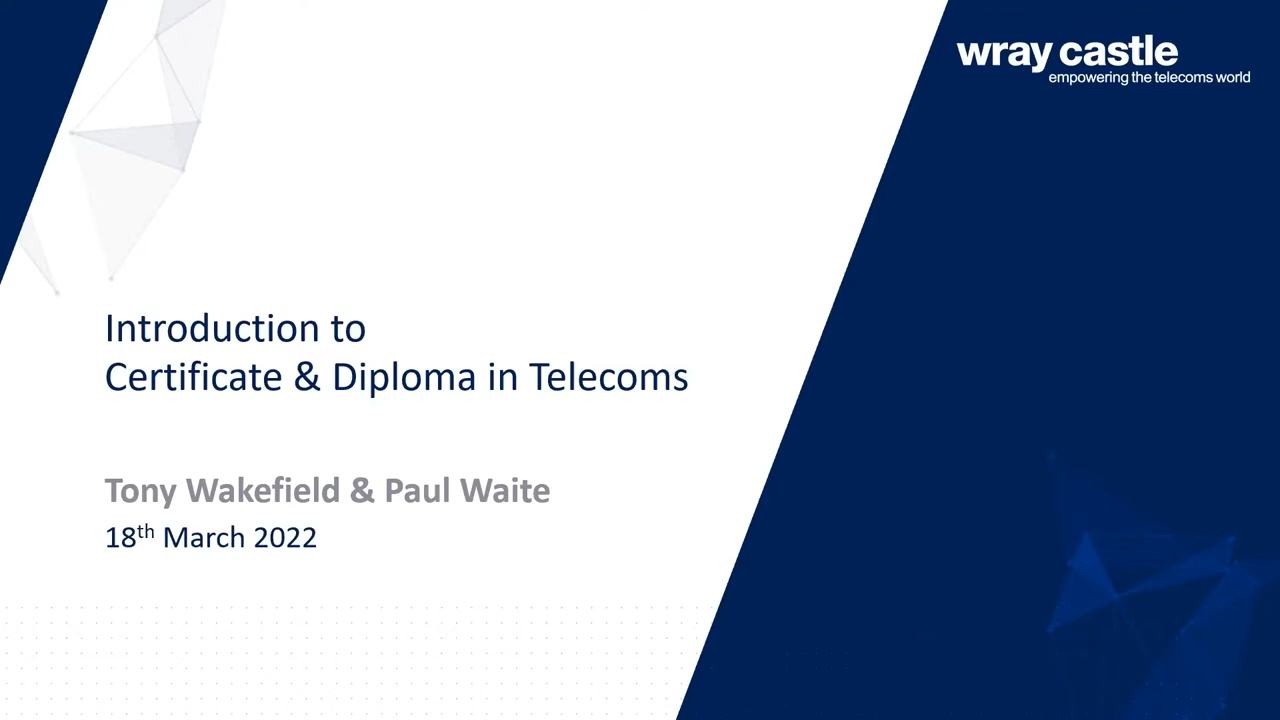 wray castle
empowering the telecoms world
Introduction to
Certificate & Diploma in Telecoms
Tony Wakefield & Paul Waite
18th March 2022